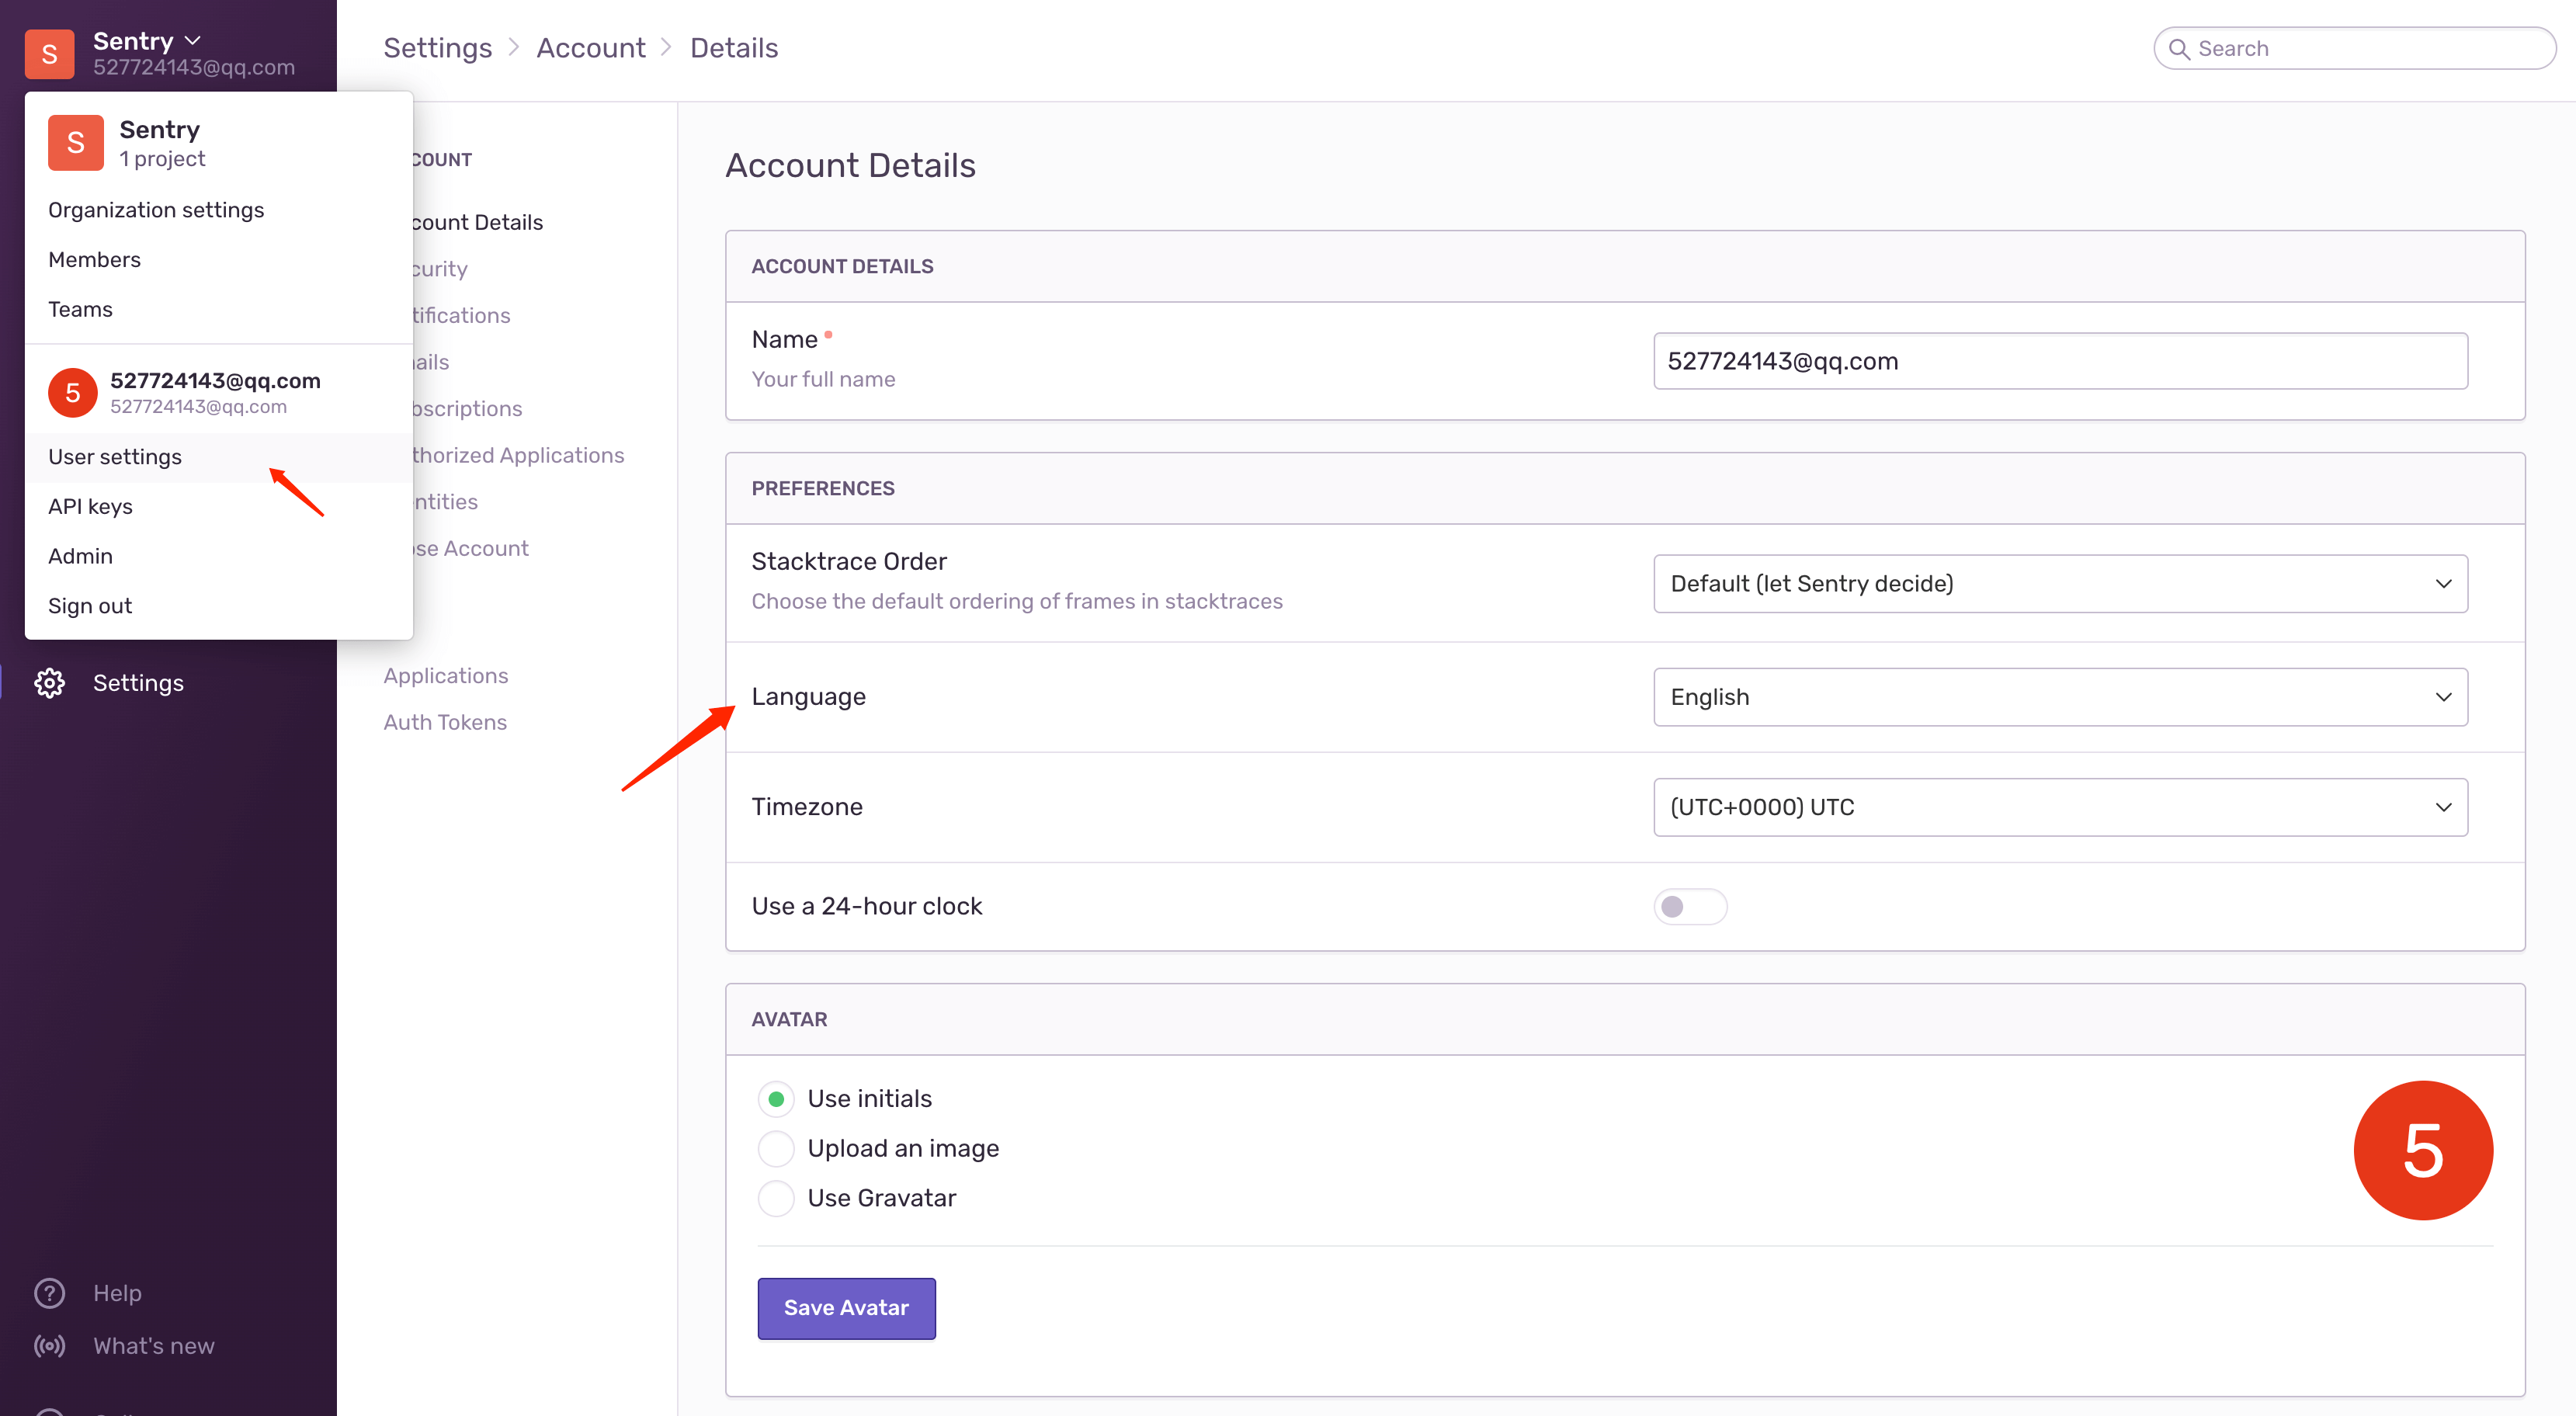 S
Sentry
527724143@qq.com
Settings
Account
Details
Search
S
Sentry
1 project
Organization settings
Members
Teams
5
527724143@qq.com
527724143@qq.com
User settings
API keys
Admin
Sign out
Settings
Help
What's new
COUNT
count Details
curity
tifications
ails
bscriptions
thorized Applications
ntities
se Account
Applications
Auth Tokens
Account Details
ACCOUNT DETAILS
Name
Your full name
527724143@qq.com
PREFERENCES
Stacktrace Order
Choose the default ordering of frames in stacktraces
Default (let Sentry decide)
Language
English
Timezone
(UTC+0000) UTC
Use a 24-hour clock
AVATAR
Use initials
Upload an image
Use Gravatar
5
Save Avatar